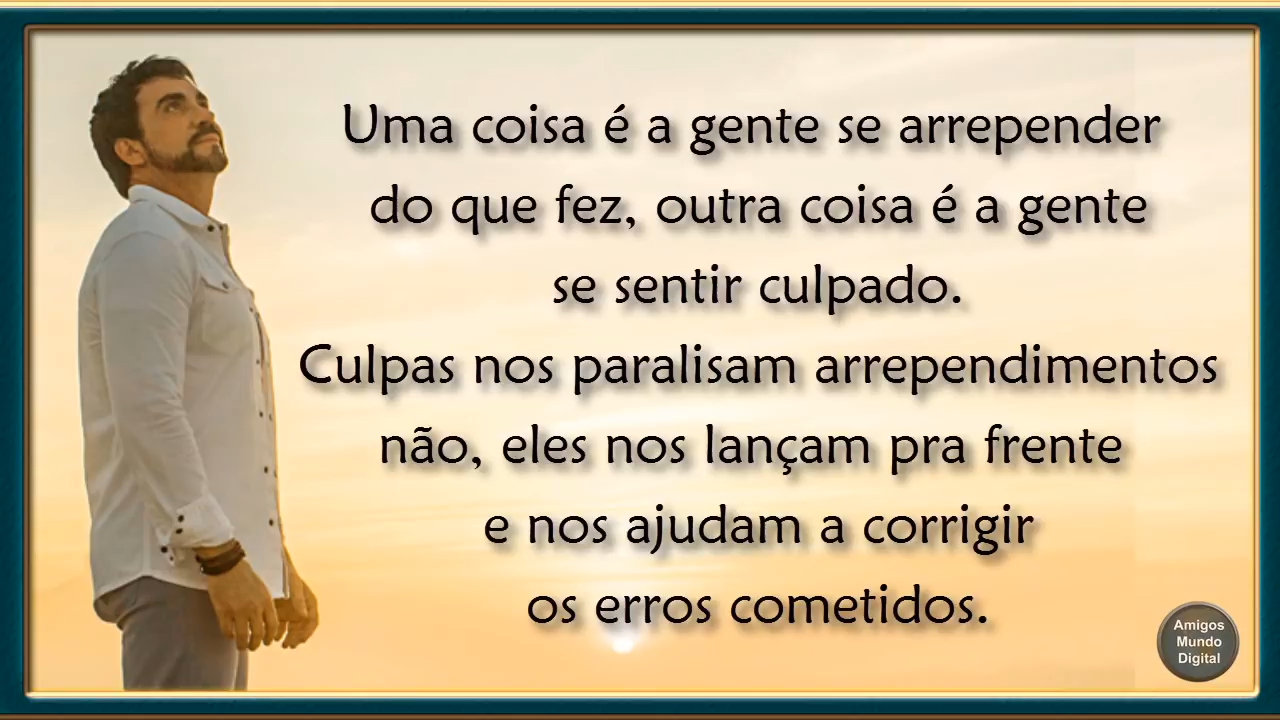 Uma coisa é a gente se arrepender
do que fez, outra coisa é a gente
se sentir culpado.
Culpas nos paralisam arrependimentos
não, eles nos lançam pra frente
e nos ajudam a corrigir
os erros cometidos.
Amigos
Mundo
Digital